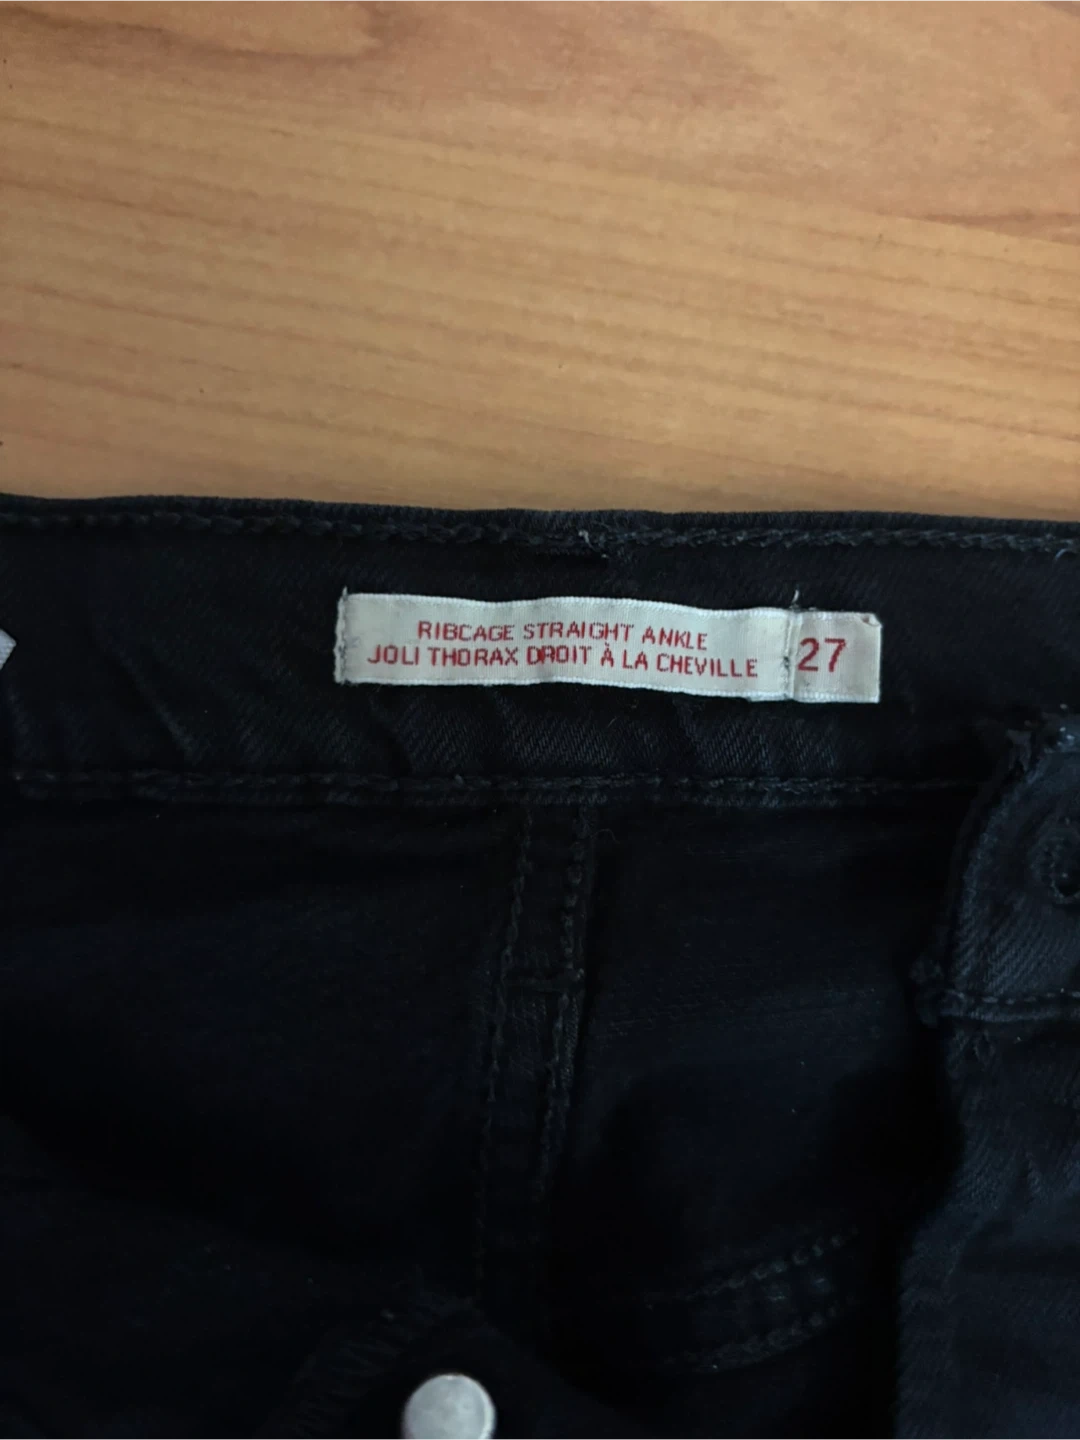 RIBCAGE STRAIGHT ANKLE
JOLI THORAX DROIT À LA CHEVILLE
27